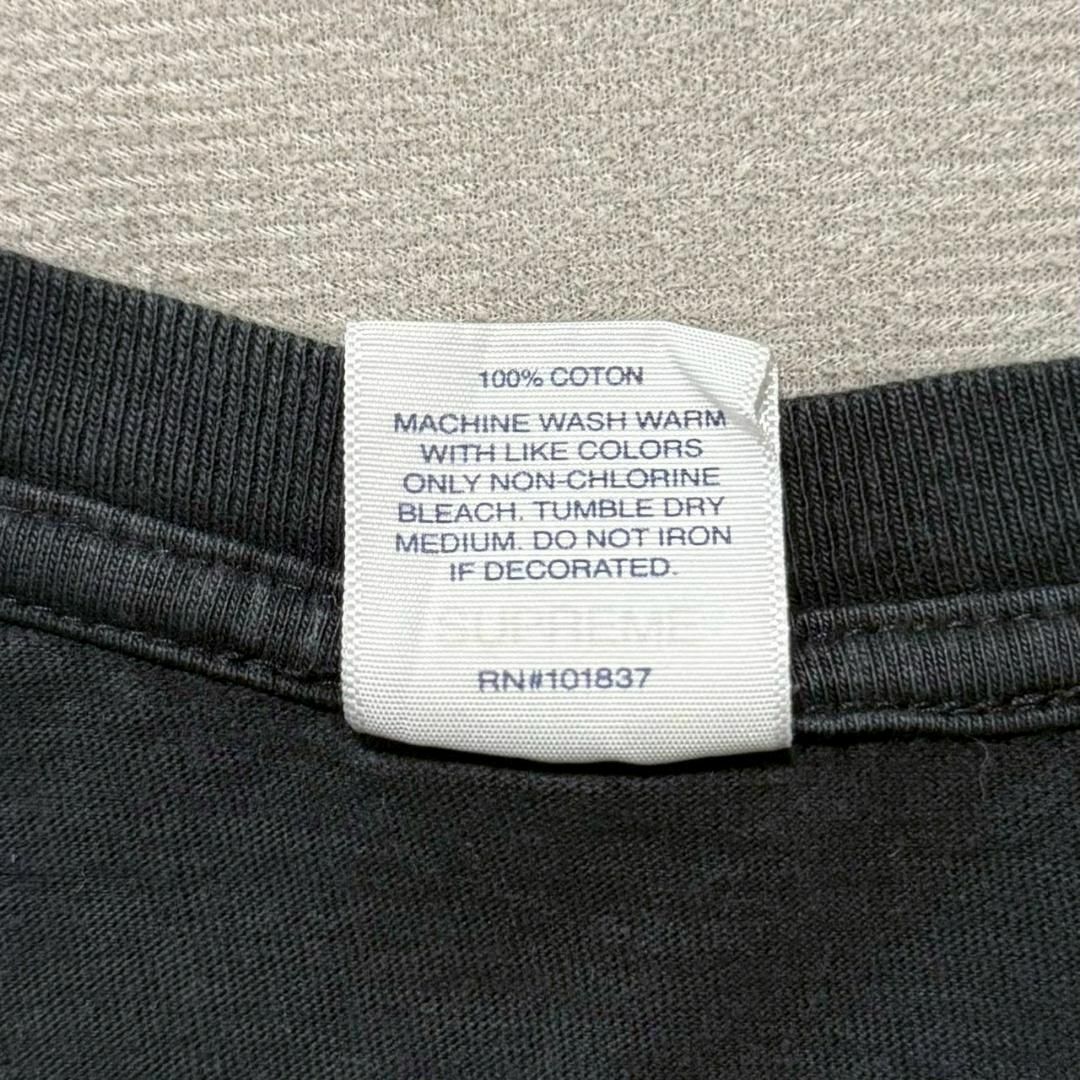 100% COTON
MACHINE WASH WARM
WITH LIKE COLORS
ONLY NON-CHLORINE
BLEACH. TUMBLE DRY
MEDIUM. DO NOT IRON
IF DECORATED.
SUPREME
RN#101837